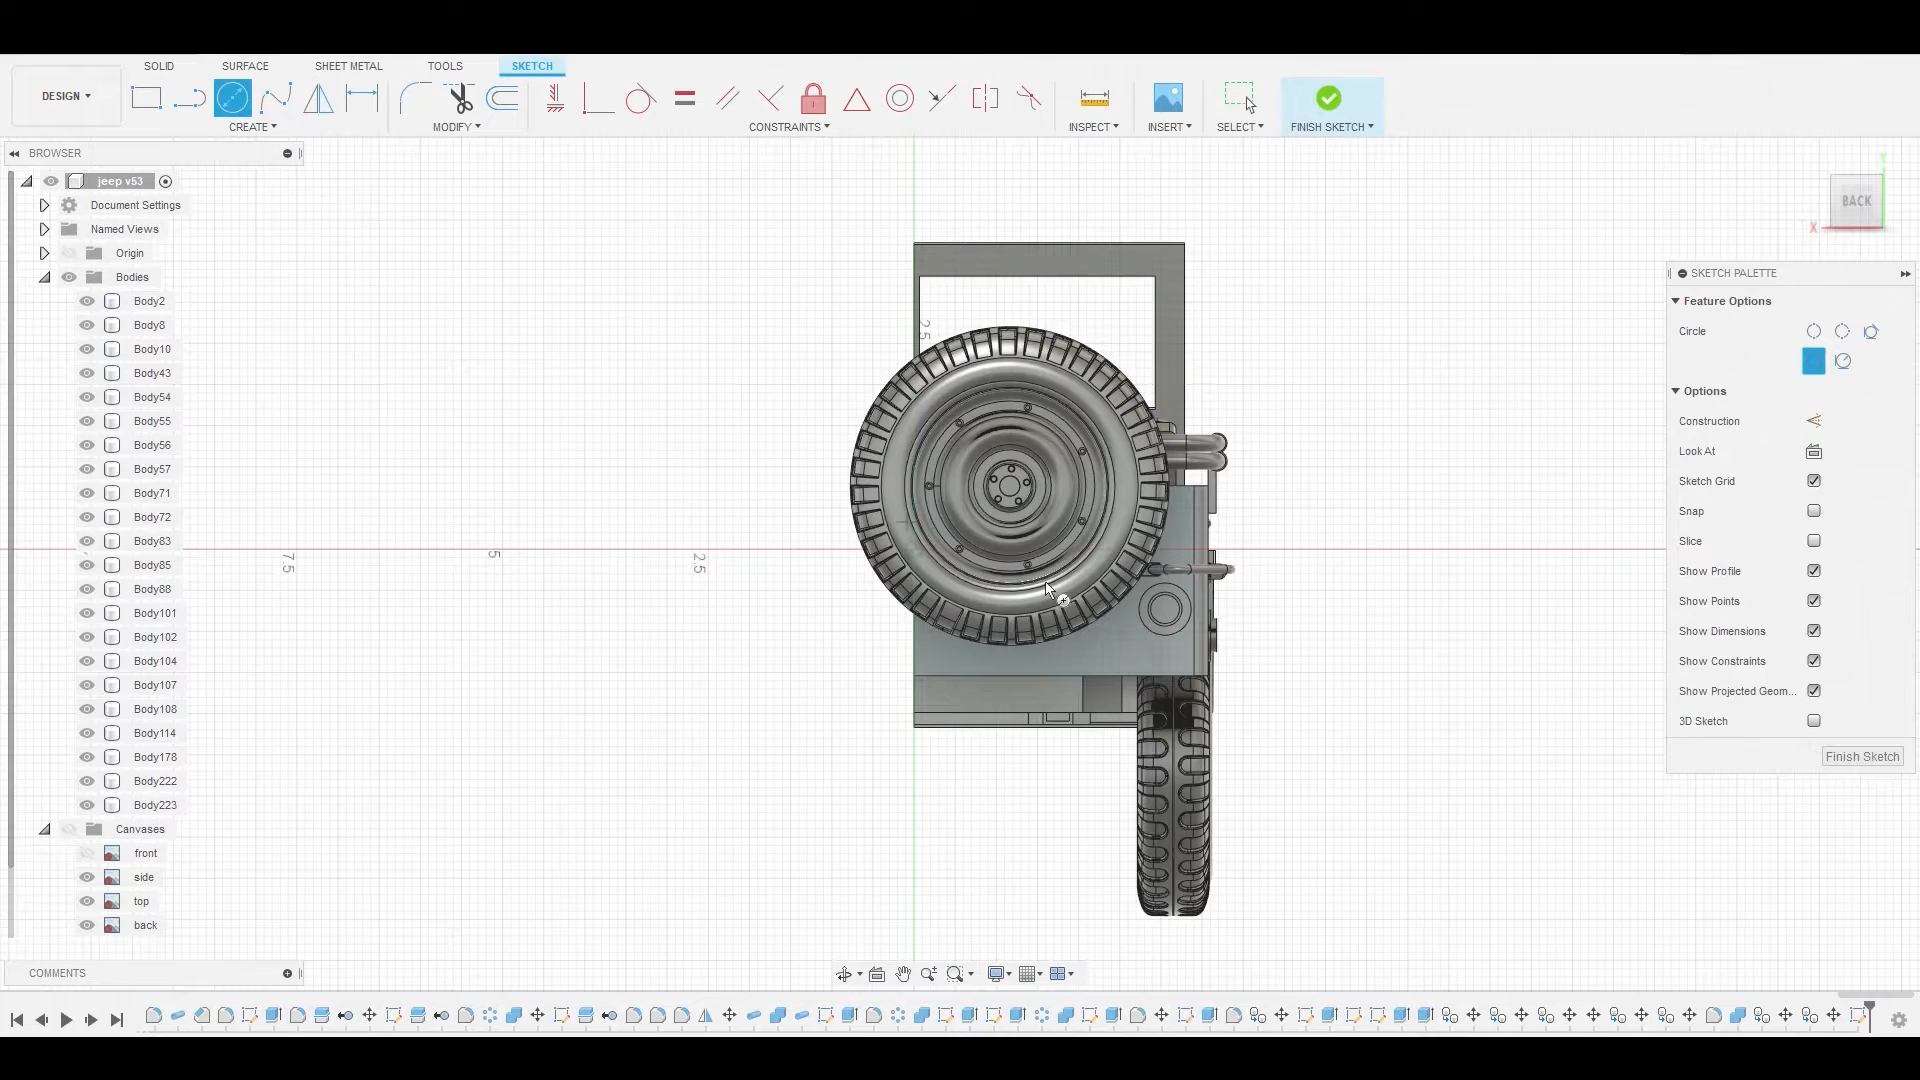 SOLID
SURFACE
SHEET METAL
TOOLS
SKETCH
DESIGN
CREATE
MODIFY
CONSTRAINTS
INSPECT
INSERT
SELECT
FINISH SKETCH
BROWSER
jeep v53
Document Settings
Named Views
Origin
Bodies
Body2
Body8
Body10
Body43
Body54
Body55
Body56
Body57
Body71
Body72
Body83
Body85
Body88
Body101
Body102
Body104
Body107
Body108
Body114
Body178
Body222
Body223
Canvases
front
side
top
back
COMMENTS
7.5
5
2.5
2.5
BACK
X
Y
SKETCH PALETTE
Feature Options
Circle
Options
Construction
Look At
Sketch Grid
Snap
Slice
Show Profile
Show Points
Show Dimensions
Show Constraints
Show Projected Geom...
3D Sketch
Finish Sketch